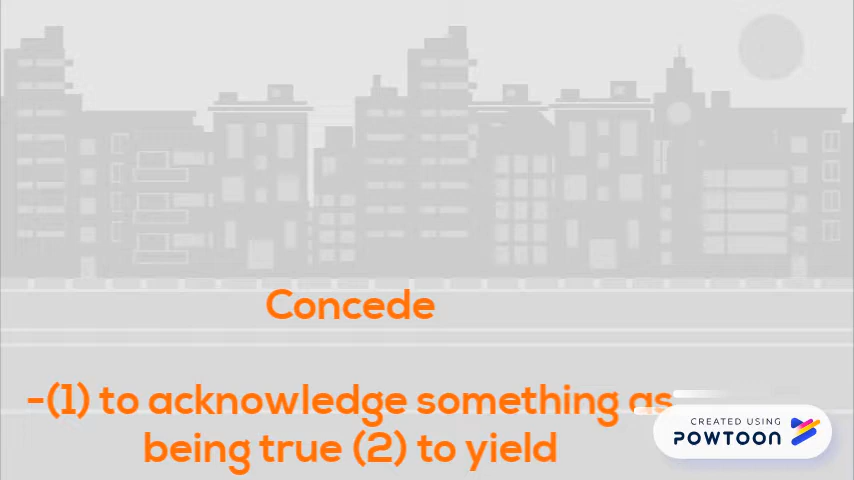 Concede
-(1) to acknowledge something as
being true (2) to yield
CREATED USING
POWTOON